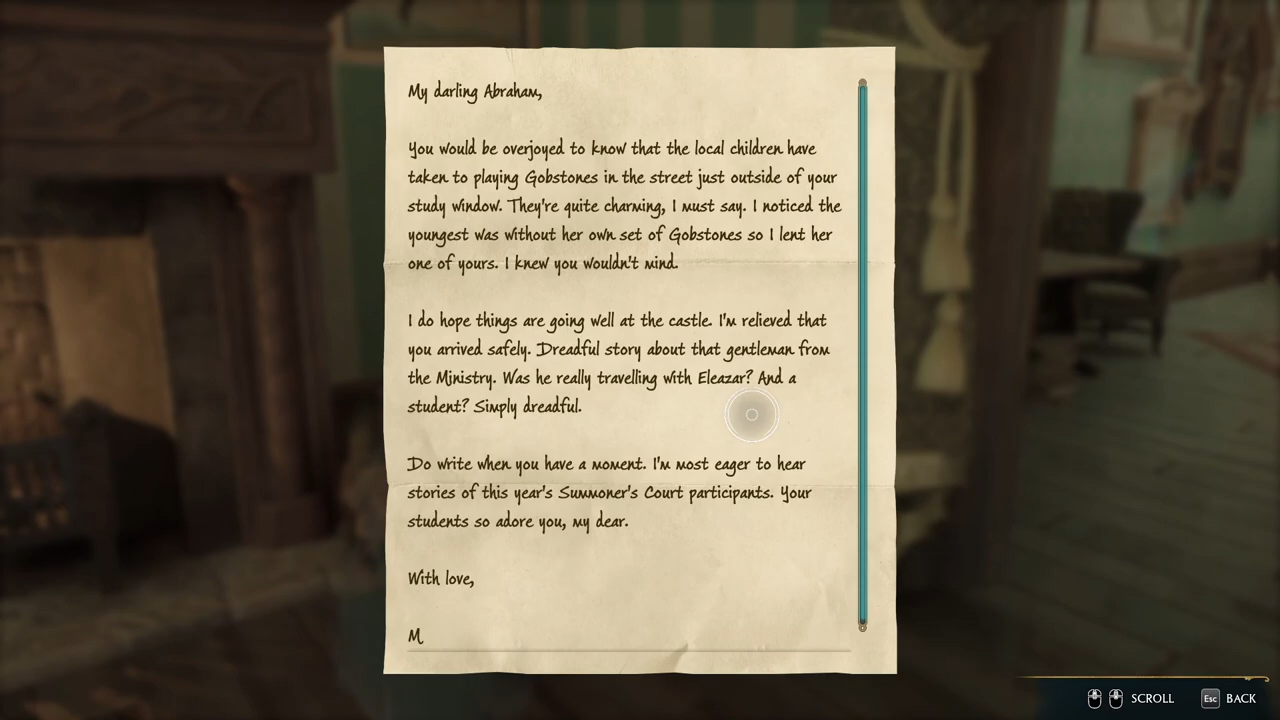 My darling Abraham,
You would be overjoyed to know that the local children have
taken to playing Gobstones in the street just outside of your
study window. They're quite charming, I must say. I noticed the
youngest was without her own set of Gobstones so I lent her
one of yours. I knew you wouldn't mind.
I do hope things are going well at the castle. I'm relieved that
you arrived safely. Dreadful story about that gentleman from
the Ministry. Was he really travelling with Eleazar? And a
student? Simply dreadful.
Do write when you have a moment. I'm most eager to hear
stories of this year's Summoner's Court participants. Your
students so adore you, my dear.
With love,
M
SCROLL
Esc BACK